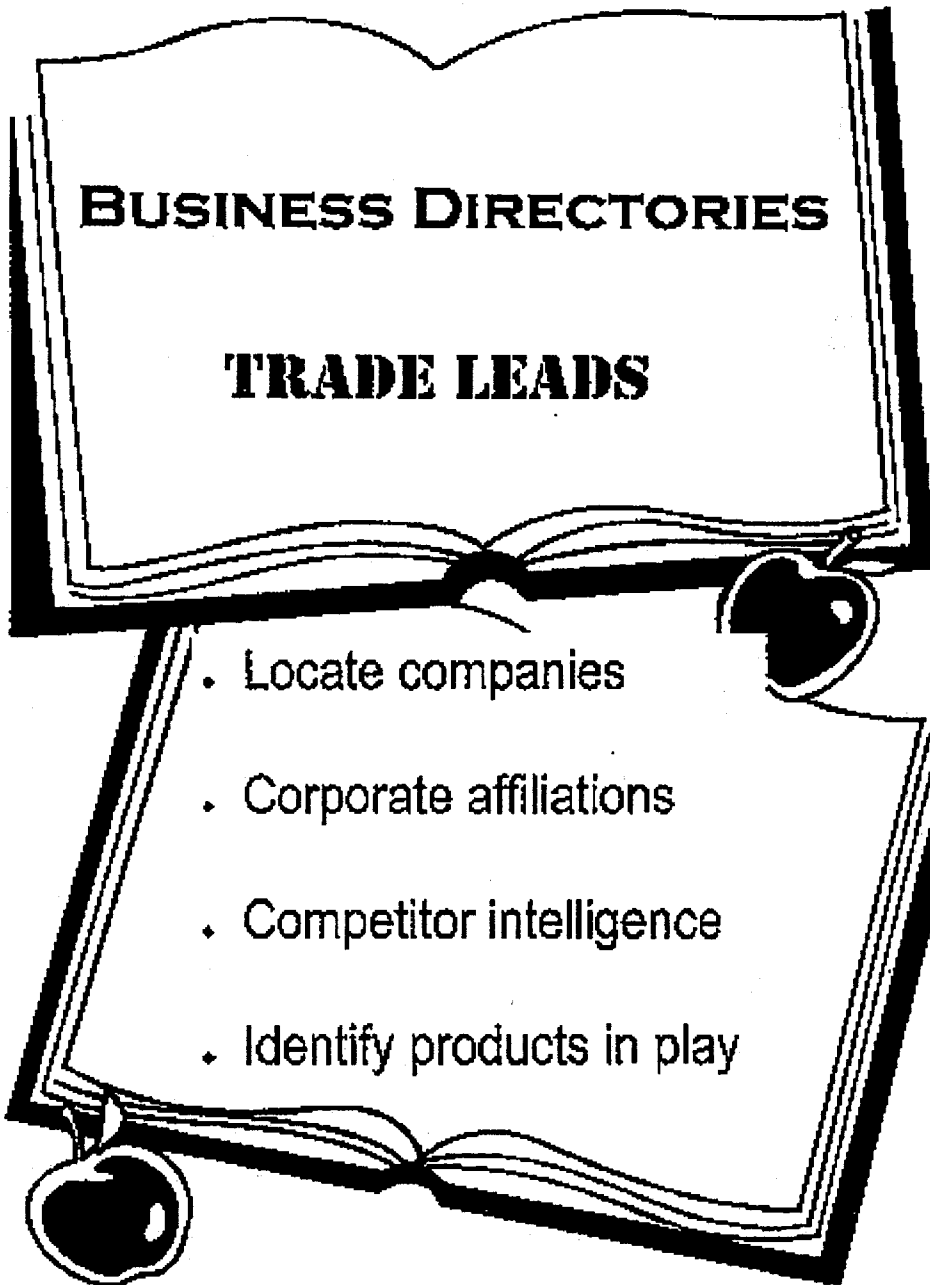 BUSINESS DIRECTORIES
TRADE LEADS
. Locate companies
. Corporate affiliations
. Competitor intelligence
. Identify products in play